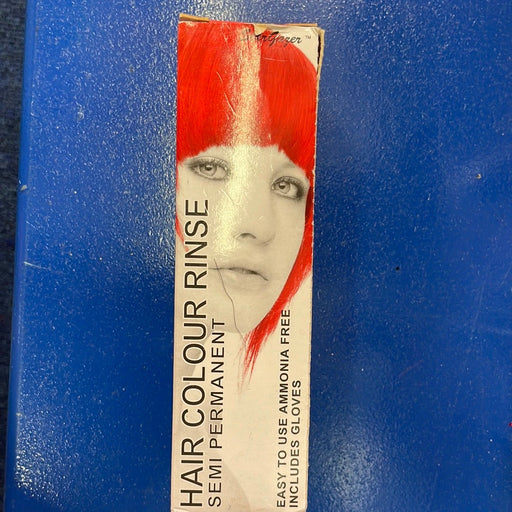 HAIR COLOUR RINSE
SEMI PERMANENT
EASY TO USE AMMONIA FREE
INCLUDES GLOVES